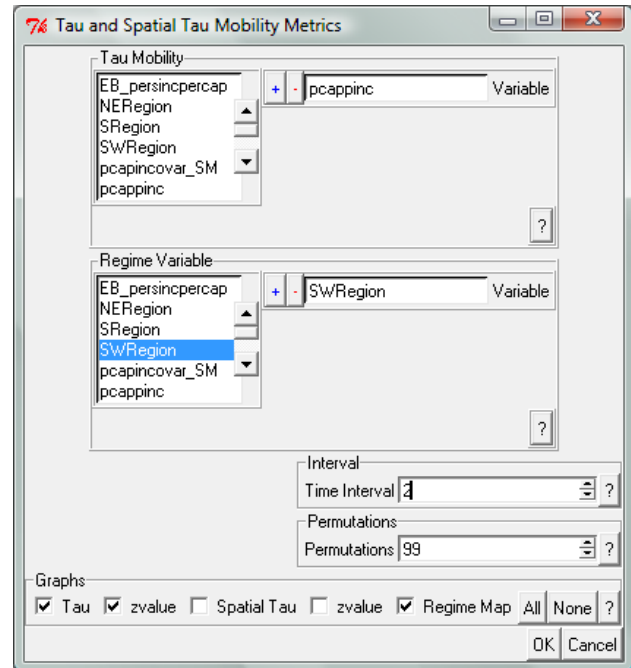 Tau and Spatial Tau Mobility Metrics
Tau Mobility
EB_persincpercap
NERegion
SRegion
SWRegion
pcapincovar_SM
pcappinc
+ - pcappinc Variable
?
Regime Variable
EB_persincpercap
NERegion
SRegion
SWRegion
pcapincovar_SM
pcappinc
+ - SWRegion Variable
?
Interval
Time Interval 2 ?
Permutations
Permutations 99 ?
Graphs
Tau zvalue Spatial Tau zvalue Regime Map All None ?
OK Cancel